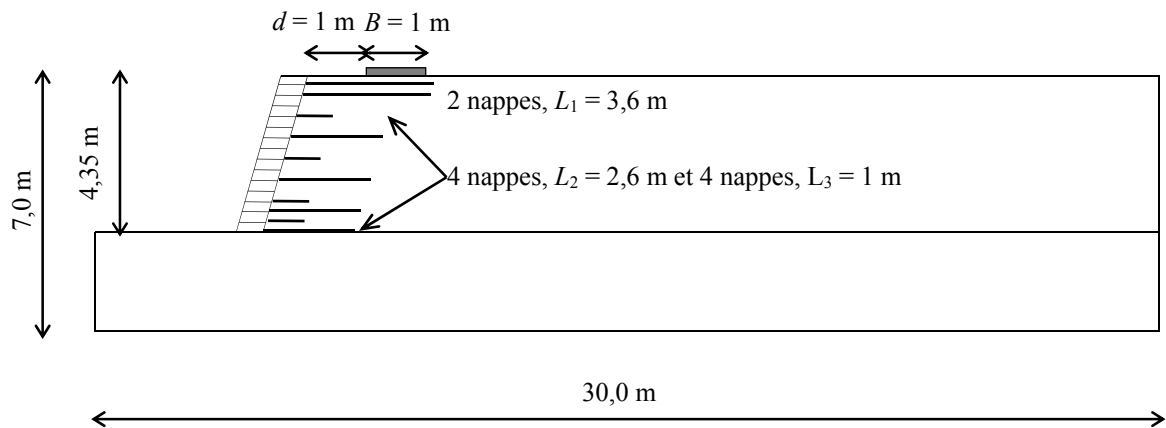 d = 1 m B = 1 m
2 nappes, L1 = 3,6 m
4,35 m
7,0 m
4 nappes, L2 = 2,6 m et 4 nappes, L3 = 1 m
30,0 m